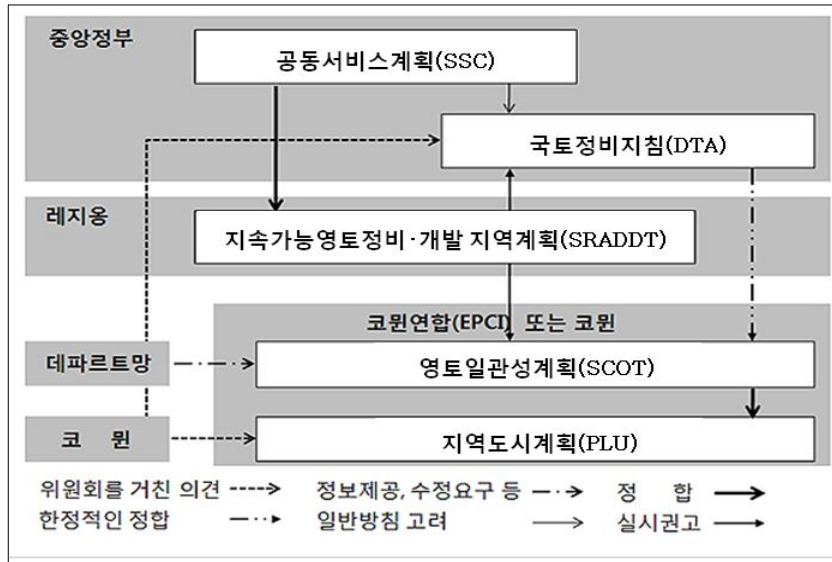 중앙정부
공동서비스계획(SSC)
국토정비지침(DTA)
레지옹
지속가능영토정비·개발 지역계획(SRADDT)
코뮌연합(EPCI) 또는 코뮌
데파르트망
영토일관성계획(SCOT)
코 뮌
지역도시계획(PLU)
위원회를 거친 의견 정보제공, 수정요구 등 정 합
한정적인 정합 일반방침 고려 실시권고